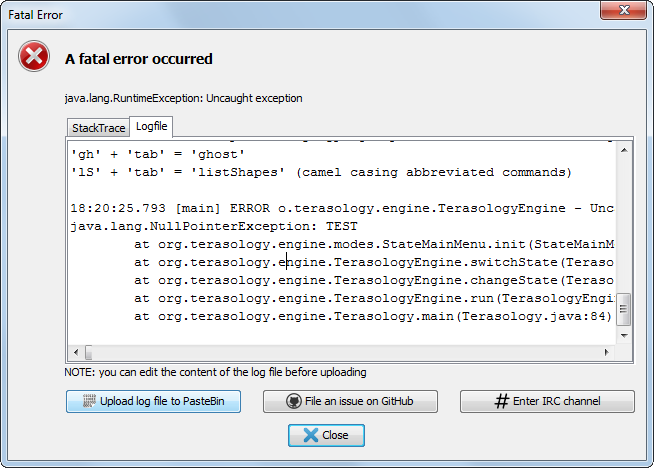 Fatal Error
A fatal error occurred
java.lang.RuntimeException: Uncaught exception
StackTrace Logfile
'gh' + 'tab' = 'ghost'
'lS' + 'tab' = 'listShapes' (camel casing abbreviated commands)
18:20:25.793 [main] ERROR o.terasology.engine.TerasologyEngine - Unc
java.lang.NullPointerException: TEST
at org.terasology.engine.modes.StateMainMenu.init(StateMainM
at org.terasology.engine.TerasologyEngine.switchState(Teraso
at org.terasology.engine.TerasologyEngine.changeState(Teraso
at org.terasology.engine.TerasologyEngine.run(TerasologyEngin
at org.terasology.engine.Terasology.main(Terasology.java:84)
NOTE: you can edit the content of the log file before uploading
Upload log file to PasteBin File an issue on GitHub # Enter IRC channel
Close